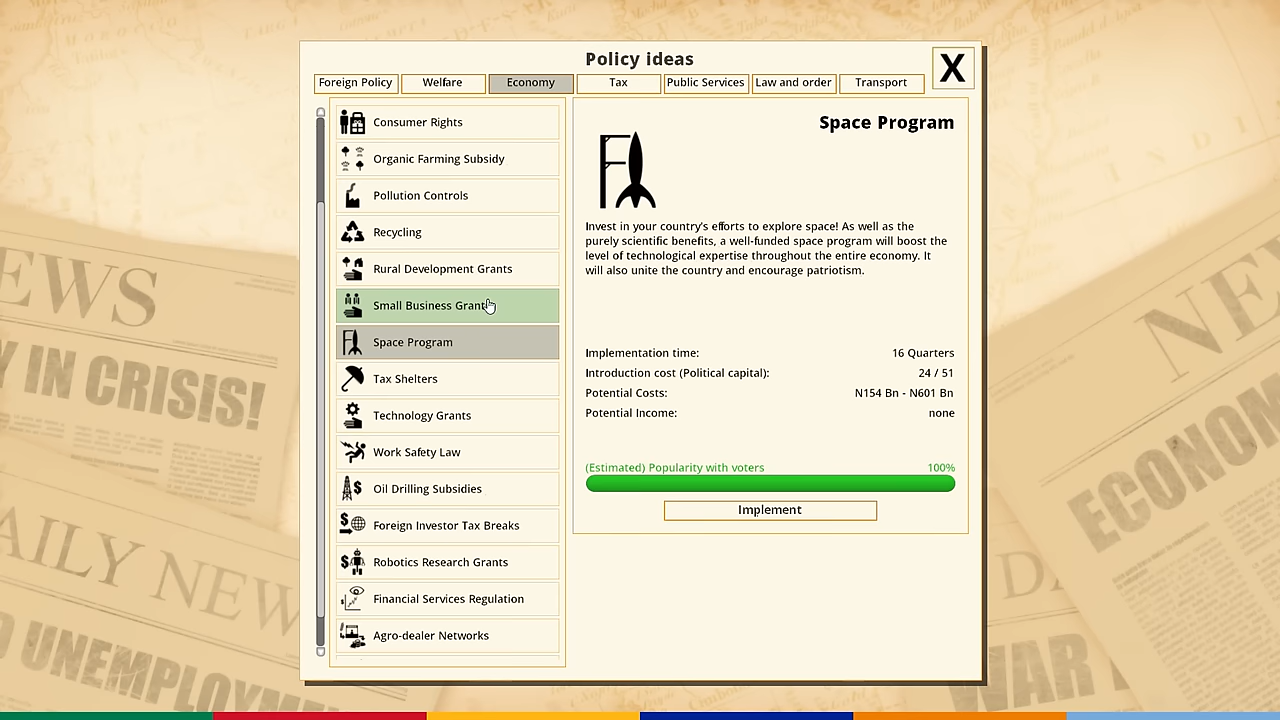 Policy ideas
X
Foreign Policy
Welfare
Economy
Tax
Public Services
Law and order
Transport
Consumer Rights
Organic Farming Subsidy
Pollution Controls
Recycling
Rural Development Grants
Small Business Grants
Space Program
Tax Shelters
Technology Grants
Work Safety Law
Oil Drilling Subsidies
Foreign Investor Tax Breaks
Robotics Research Grants
Financial Services Regulation
Agro-dealer Networks
Space Program
Invest in your country's efforts to explore space! As well as the
purely scientific benefits, a well-funded space program will boost the
level of technological expertise throughout the entire economy. It
will also unite the country and encourage patriotism.
Implementation time: 16 Quarters
Introduction cost (Political capital): 24 / 51
Potential Costs: N154 Bn - N601 Bn
Potential Income: none
(Estimated) Popularity with voters 100%
Implement
EWS
Y IN CRISIS!
AILY NEW
UNEMPLOYM
NE
ECONOM
DA
WAR